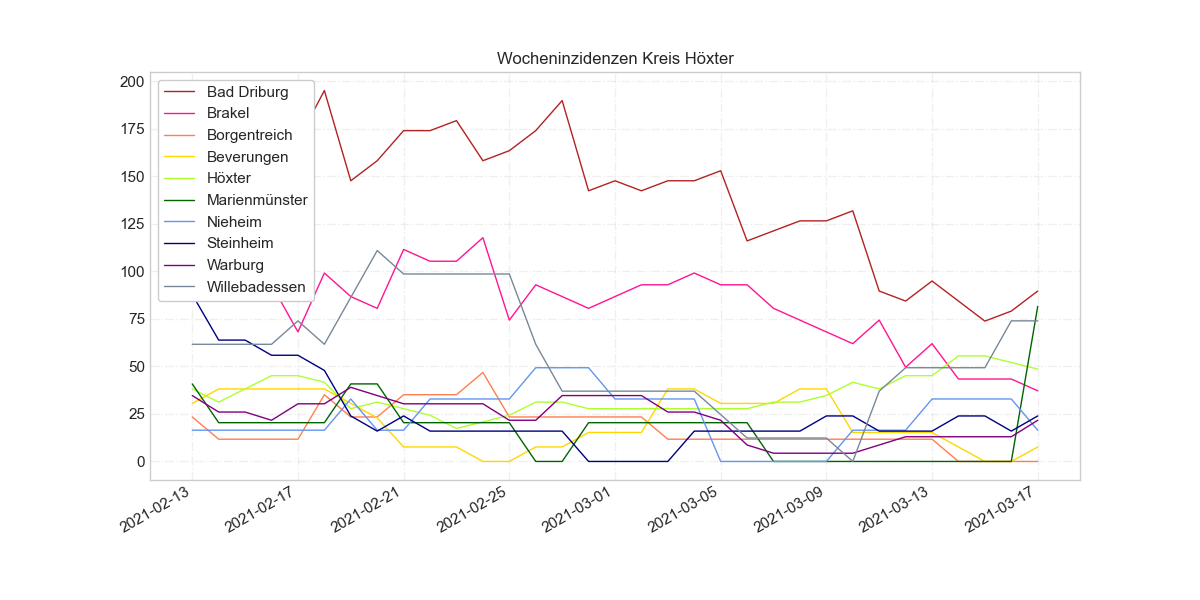 Wocheninzidenzen Kreis Höxter
200
175
150
125
100
75
50
25
0
Bad Driburg
Brakel
Borgentreich
Beverungen
Höxter
Marienmünster
Nieheim
Steinheim
Warburg
Willebadessen
2021-02-13
2021-02-17
2021-02-21
2021-02-25
2021-03-01
2021-03-05
2021-03-09
2021-03-13
2021-03-17